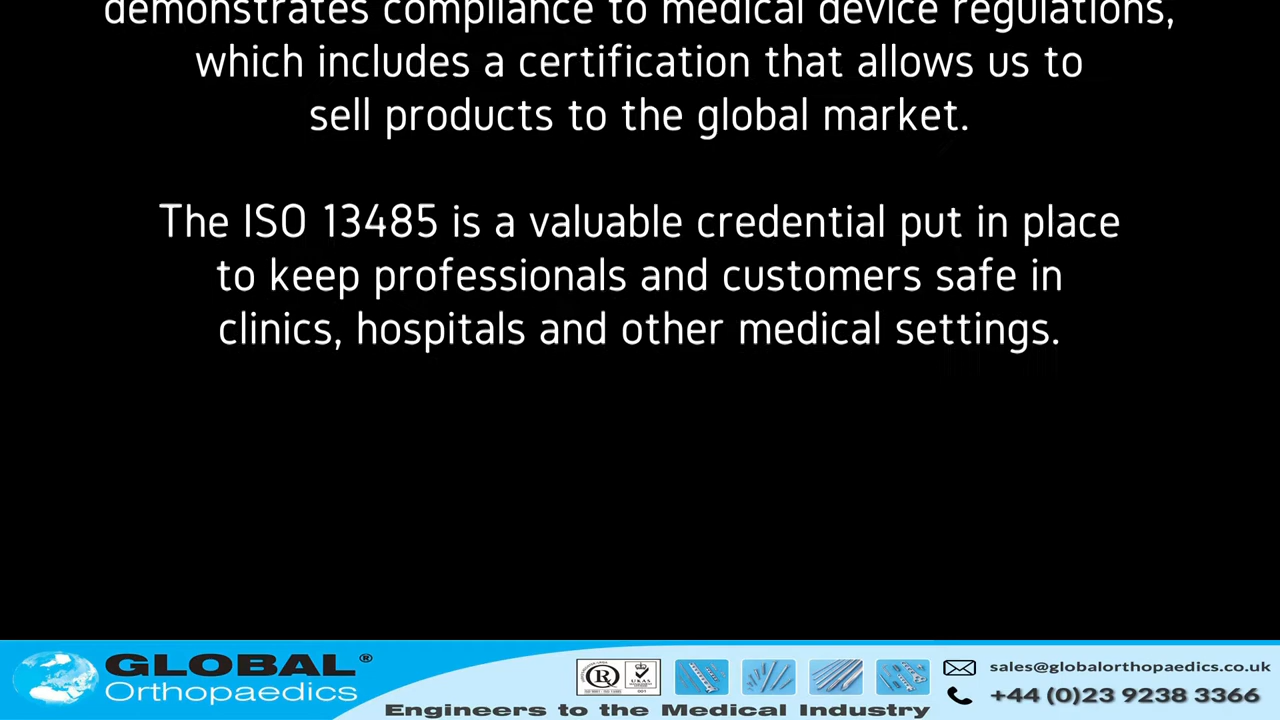 demonstrates compliance to medical device regulations,
which includes a certification that allows us to
sell products to the global market.
The ISO 13485 is a valuable credential put in place
to keep professionals and customers safe in
clinics, hospitals and other medical settings.
GLOBAL®
Orthopaedics
R
UKAS
001
Engineers to the Medical Industry
sales@globalorthopaedics.co.uk
+44 (0)23 9238 3366